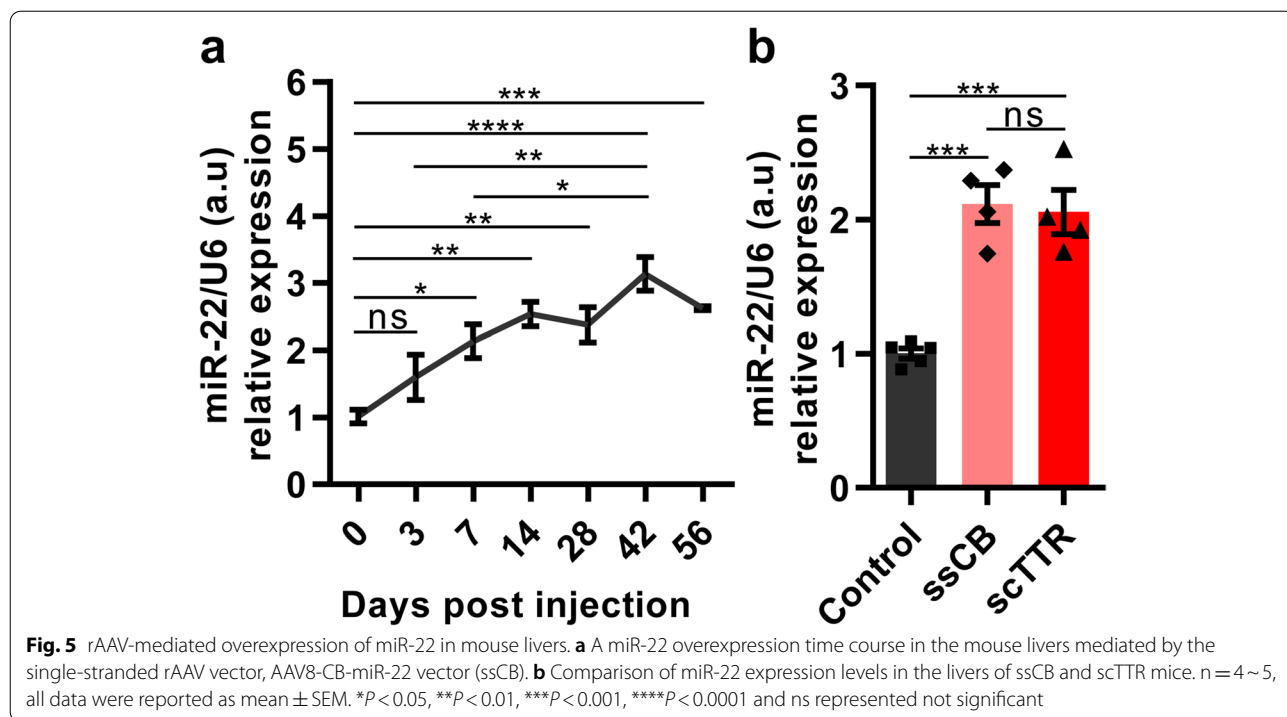 a
miR-22/U6 (a.u)
relative expression
6
5
4
3
2
1
0
***
****
**
*
**
**
*
ns
0
3
7
14
28
42
56
Days post injection
b
miR-22/U6 (a.u)
relative expression
3
2
1
0
***
ns
***
Control
ssCB
scTTR
Fig. 5 rAAV-mediated overexpression of miR-22 in mouse livers. a A miR-22 overexpression time course in the mouse livers mediated by the
single-stranded rAAV vector, AAV8-CB-miR-22 vector (ssCB). b Comparison of miR-22 expression levels in the livers of ssCB and scTTR mice. n = 4 ~ 5,
all data were reported as mean ± SEM. *P < 0.05, **P < 0.01, ***P < 0.001, ****P < 0.0001 and ns represented not significant